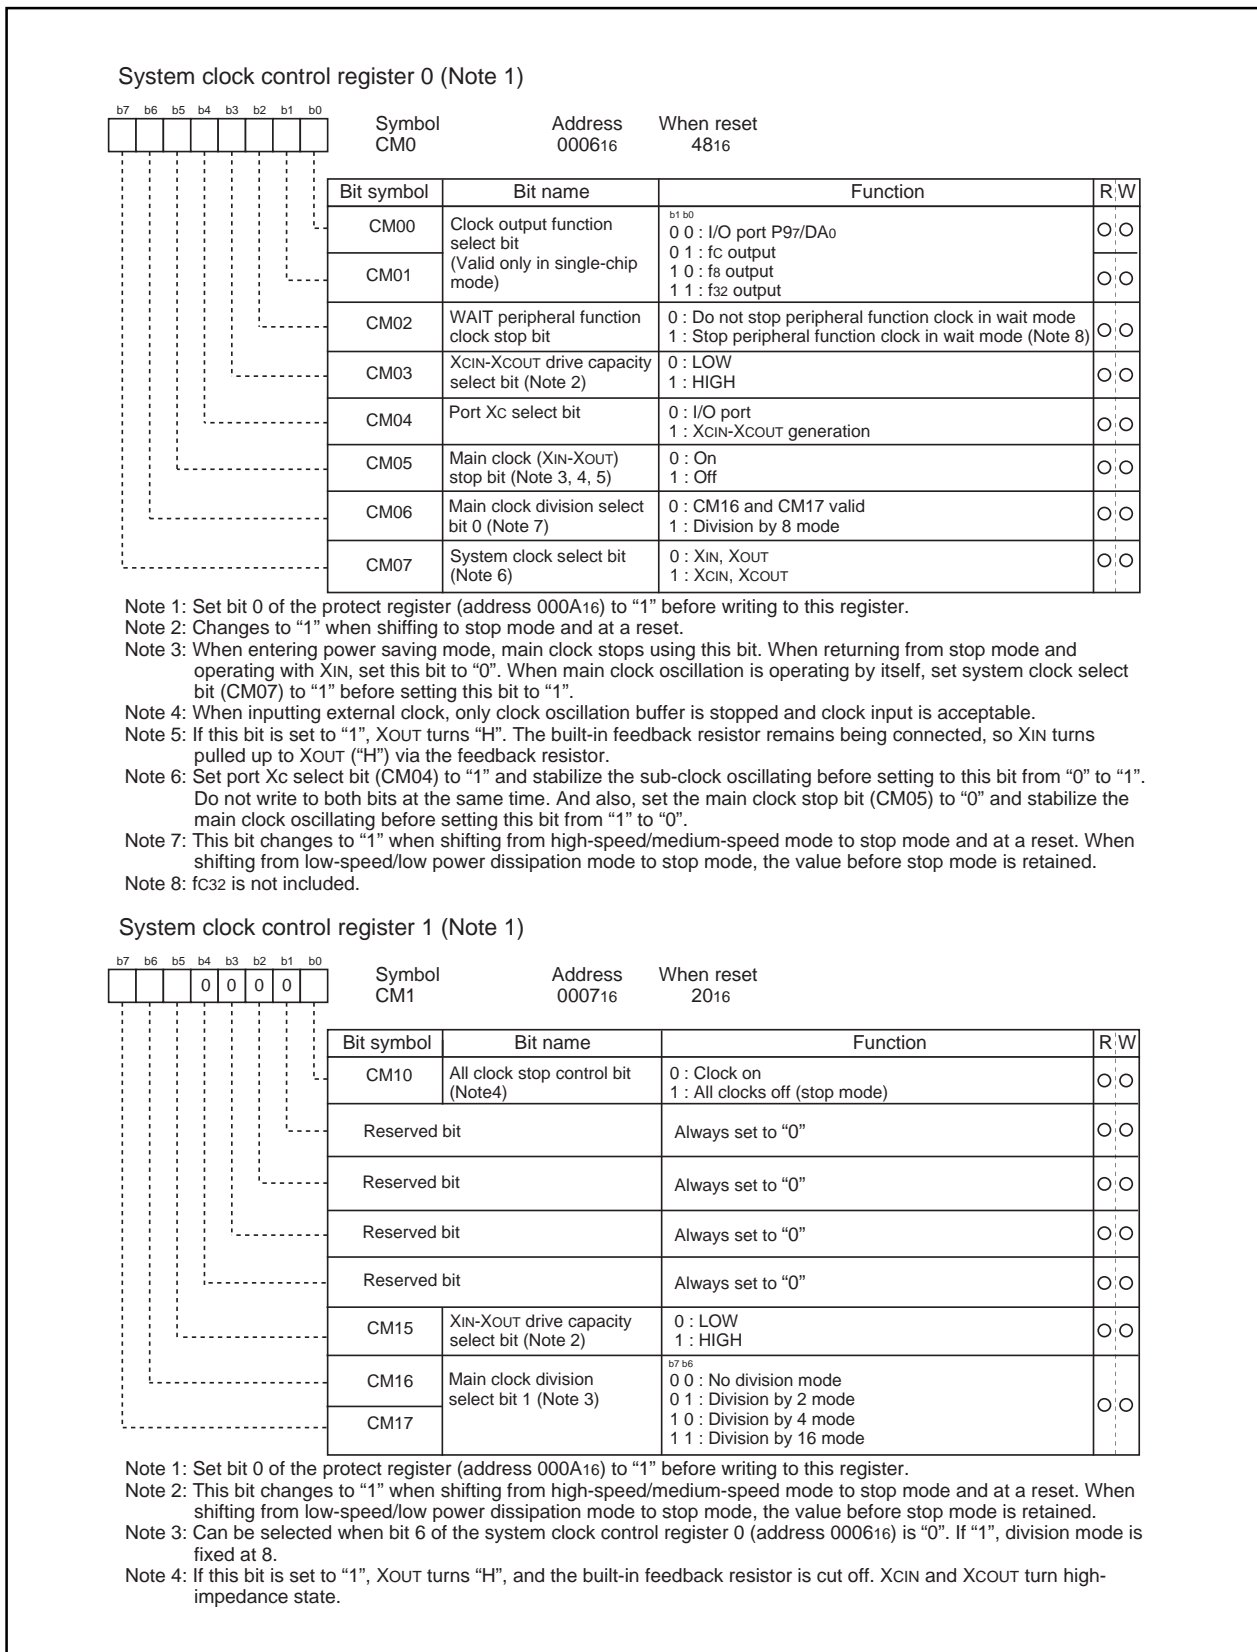 System clock control register 0 (Note 1)
b7 b6 b5 b4 b3 b2 b1 b0
Symbol Address When reset
CM0 000616 4816
Bit symbol Bit name Function R W
CM00 Clock output function select bit (Valid only in single-chip mode)
b1 b0
0 0 : I/O port P97/DA0
0 1 : fC output
CM01
1 0 : f8 output
1 1 : f32 output
CM02 WAIT peripheral function 0 : Do not stop peripheral function clock in wait mode
clock stop bit 1 : Stop peripheral function clock in wait mode (Note 8)
CM03 XCIN-XCOUT drive capacity 0 : LOW
select bit (Note 2) 1 : HIGH
CM04 Port XC select bit 0 : I/O port
1 : XCIN-XCOUT generation
CM05 Main clock (XIN-XOUT) 0 : On
stop bit (Note 3, 4, 5) 1 : Off
CM06 Main clock division select 0 : CM16 and CM17 valid
bit 0 (Note 7) 1 : Division by 8 mode
CM07 System clock select bit 0 : XIN, XOUT
(Note 6) 1 : XCIN, XCOUT
Note 1: Set bit 0 of the protect register (address 000A16) to “1” before writing to this register.
Note 2: Changes to “1” when shiffing to stop mode and at a reset.
Note 3: When entering power saving mode, main clock stops using this bit. When returning from stop mode and
operating with XIN, set this bit to “0”. When main clock oscillation is operating by itself, set system clock select
bit (CM07) to “1” before setting this bit to “1”.
Note 4: When inputting external clock, only clock oscillation buffer is stopped and clock input is acceptable.
Note 5: If this bit is set to “1”, XOUT turns “H”. The built-in feedback resistor remains being connected, so XIN turns
pulled up to XOUT (“H”) via the feedback resistor.
Note 6: Set port Xc select bit (CM04) to “1” and stabilize the sub-clock oscillating before setting to this bit from “0” to “1”.
Do not write to both bits at the same time. And also, set the main clock stop bit (CM05) to “0” and stabilize the
main clock oscillating before setting this bit from “1” to “0”.
Note 7: This bit changes to “1” when shifting from high-speed/medium-speed mode to stop mode and at a reset. When
shifting from low-speed/low power dissipation mode to stop mode, the value before stop mode is retained.
Note 8: fC32 is not included.
System clock control register 1 (Note 1)
b7 b6 b5 b4 b3 b2 b1 b0
0 0 0 0
Symbol Address When reset
CM1 000716 2016
Bit symbol Bit name Function R W
CM10 All clock stop control bit 0 : Clock on
(Note4) 1 : All clocks off (stop mode)
Reserved bit Always set to “0”
Reserved bit Always set to “0”
Reserved bit Always set to “0”
Reserved bit Always set to “0”
CM15 XIN-XOUT drive capacity 0 : LOW
select bit (Note 2) 1 : HIGH
b7 b6
CM16 Main clock division 0 0 : No division mode
select bit 1 (Note 3) 0 1 : Division by 2 mode
CM17 1 0 : Division by 4 mode
1 1 : Division by 16 mode
Note 1: Set bit 0 of the protect register (address 000A16) to “1” before writing to this register.
Note 2: This bit changes to “1” when shifting from high-speed/medium-speed mode to stop mode and at a reset. When
shifting from low-speed/low power dissipation mode to stop mode, the value before stop mode is retained.
Note 3: Can be selected when bit 6 of the system clock control register 0 (address 000616) is “0”. If “1”, division mode is
fixed at 8.
Note 4: If this bit is set to “1”, XOUT turns “H”, and the built-in feedback resistor is cut off. XCIN and XCOUT turn high-
impedance state.